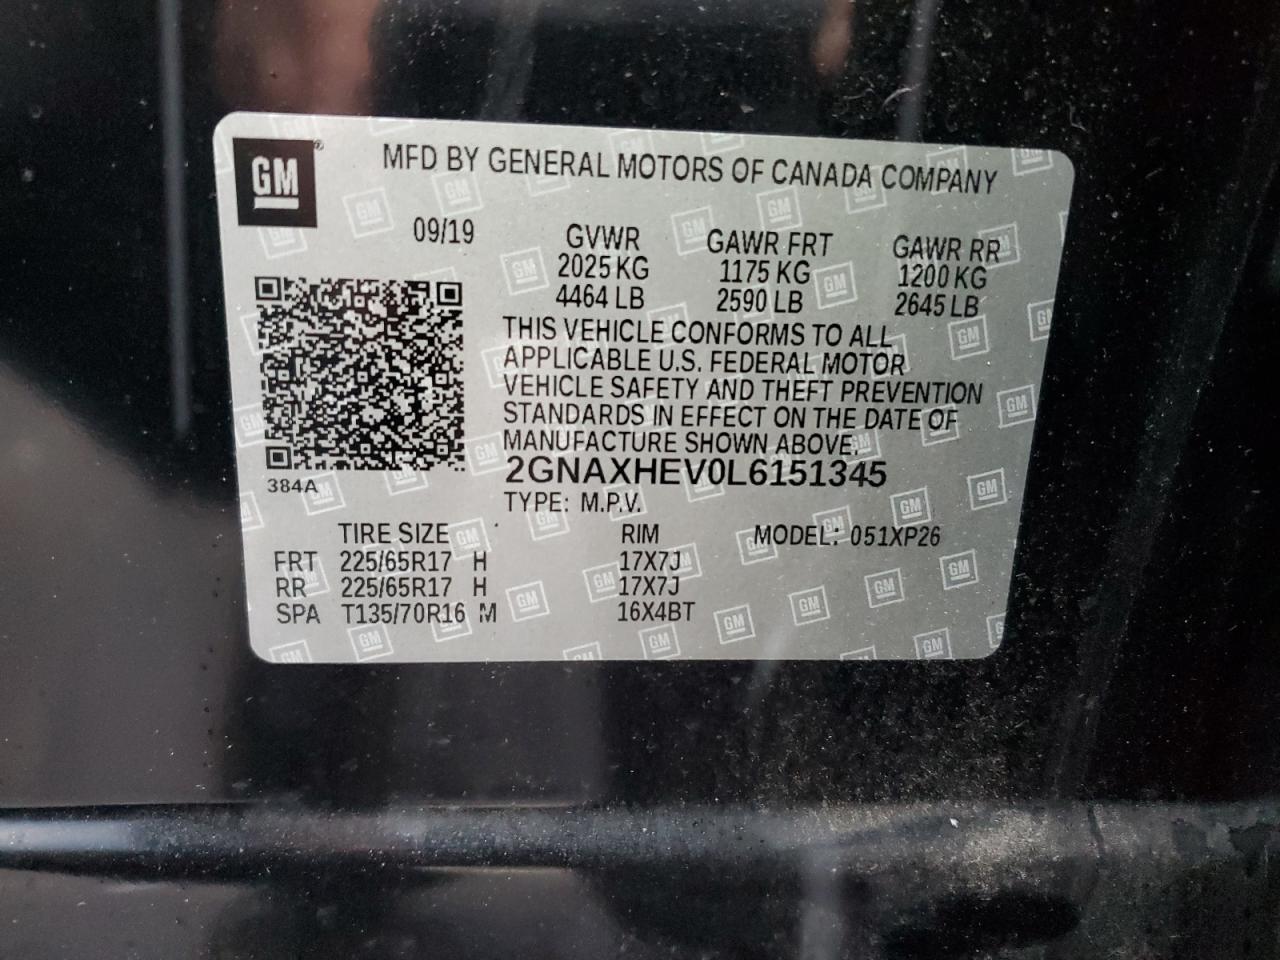 GM®
MFD BY GENERAL MOTORS OF CANADA COMPANY
09/19
GVWR GAWR FRT GAWR RR
2025 KG 1175 KG 1200 KG
4464 LB 2590 LB 2645 LB
THIS VEHICLE CONFORMS TO ALL
APPLICABLE U.S. FEDERAL MOTOR
VEHICLE SAFETY AND THEFT PREVENTION
STANDARDS IN EFFECT ON THE DATE OF
MANUFACTURE SHOWN ABOVE.
2GNAXHEV0L6151345
384A
TYPE: M.P.V.
TIRE SIZE RIM MODEL: 051XP26
FRT 225/65R17 H 17X7J
RR 225/65R17 H 17X7J
SPA T135/70R16 M 16X4BT